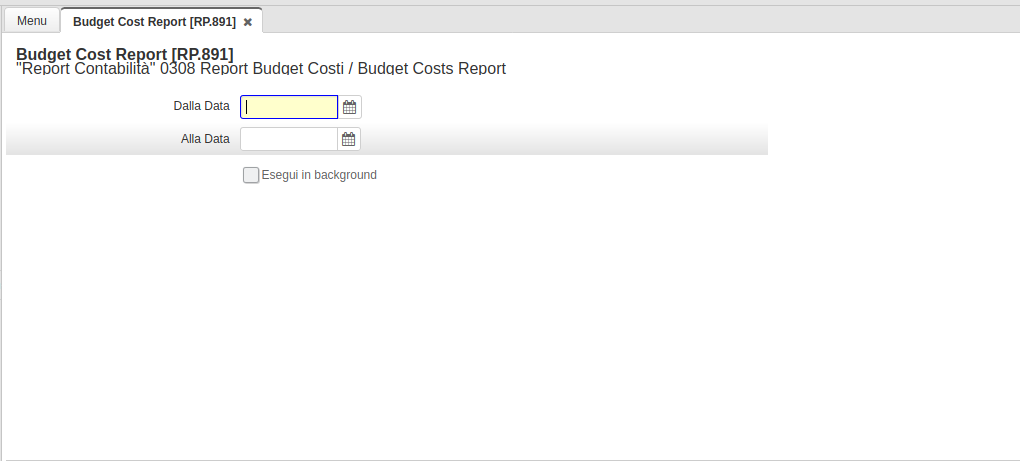 Menu
Budget Cost Report [RP.891]
Budget Cost Report [RP.891]
"Report Contabilità" 0308 Report Budget Costi / Budget Costs Report
Dalla Data
Alla Data
Esegui in background